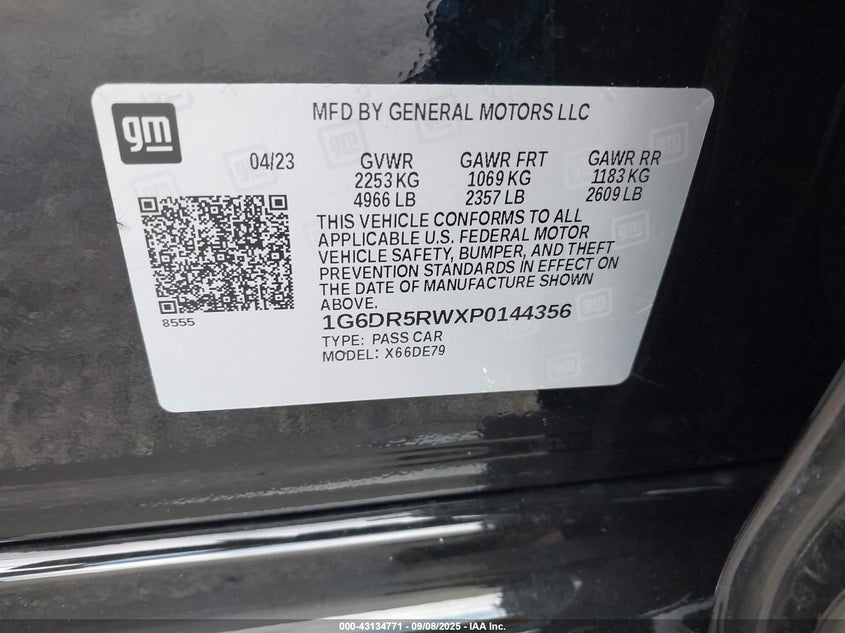 gm
MFD BY GENERAL MOTORS LLC
04/23 GVWR GAWR FRT GAWR RR
2253 KG 1069 KG 1183 KG
4966 LB 2357 LB 2609 LB
THIS VEHICLE CONFORMS TO ALL
APPLICABLE U.S. FEDERAL MOTOR
VEHICLE SAFETY, BUMPER, AND THEFT
PREVENTION STANDARDS IN EFFECT ON
THE DATE OF MANUFACTURE SHOWN
ABOVE.
8555
1G6DR5RWXP0144356
TYPE: PASS CAR
MODEL: X66DE79
000-43134771 - 09/08/2025 - IAA Inc.